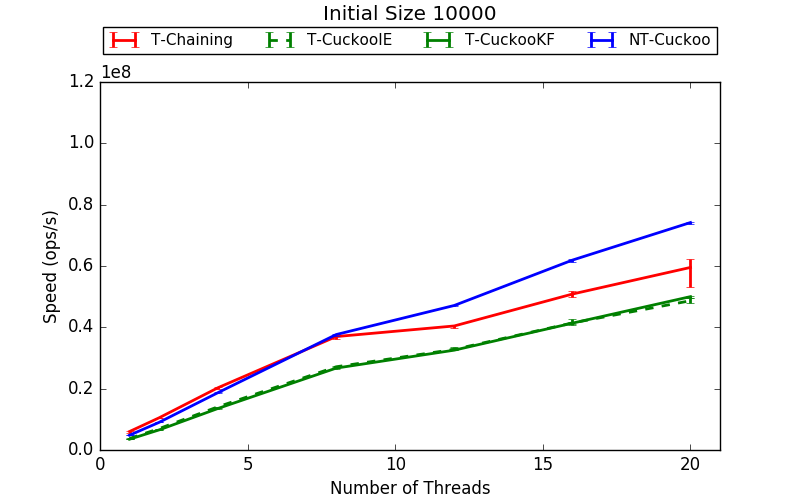 Initial Size 10000
T-Chaining T-CuckooIE T-CuckooKF NT-Cuckoo
1e8
1.2
1.0
0.8
0.6
0.4
0.2
0.0
Speed (ops/s)
0 5 10 15 20
Number of Threads